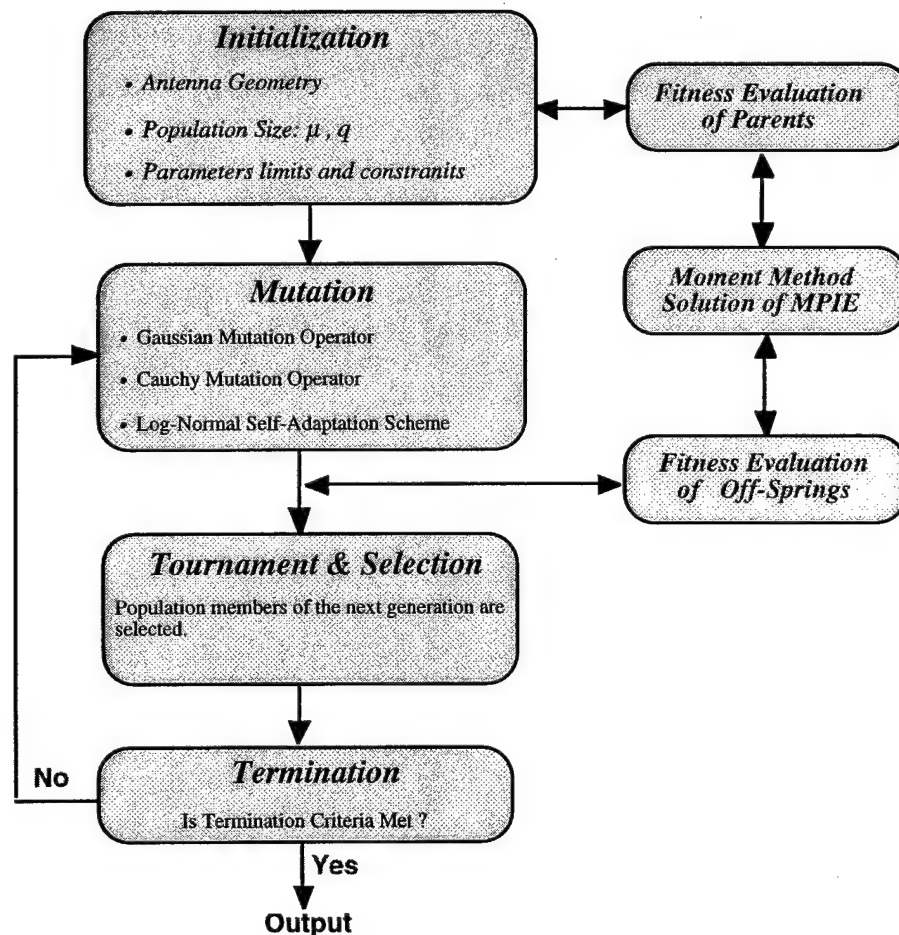 Initialization
• Antenna Geometry
• Population Size: μ , q
• Parameters limits and constranits
Fitness Evaluation
of Parents
Moment Method
Solution of MPIE
Mutation
• Gaussian Mutation Operator
• Cauchy Mutation Operator
• Log-Normal Self-Adaptation Scheme
Fitness Evaluation
of Off-Springs
Tournament & Selection
Population members of the next generation are
selected.
Termination
Is Termination Criteria Met ?
No
Yes
Output